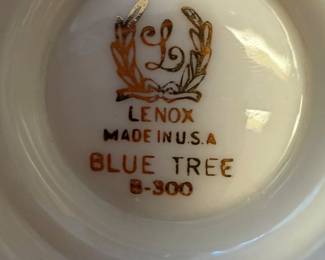 L
LENOX
MADE IN U.S.A
BLUE TREE
B-300